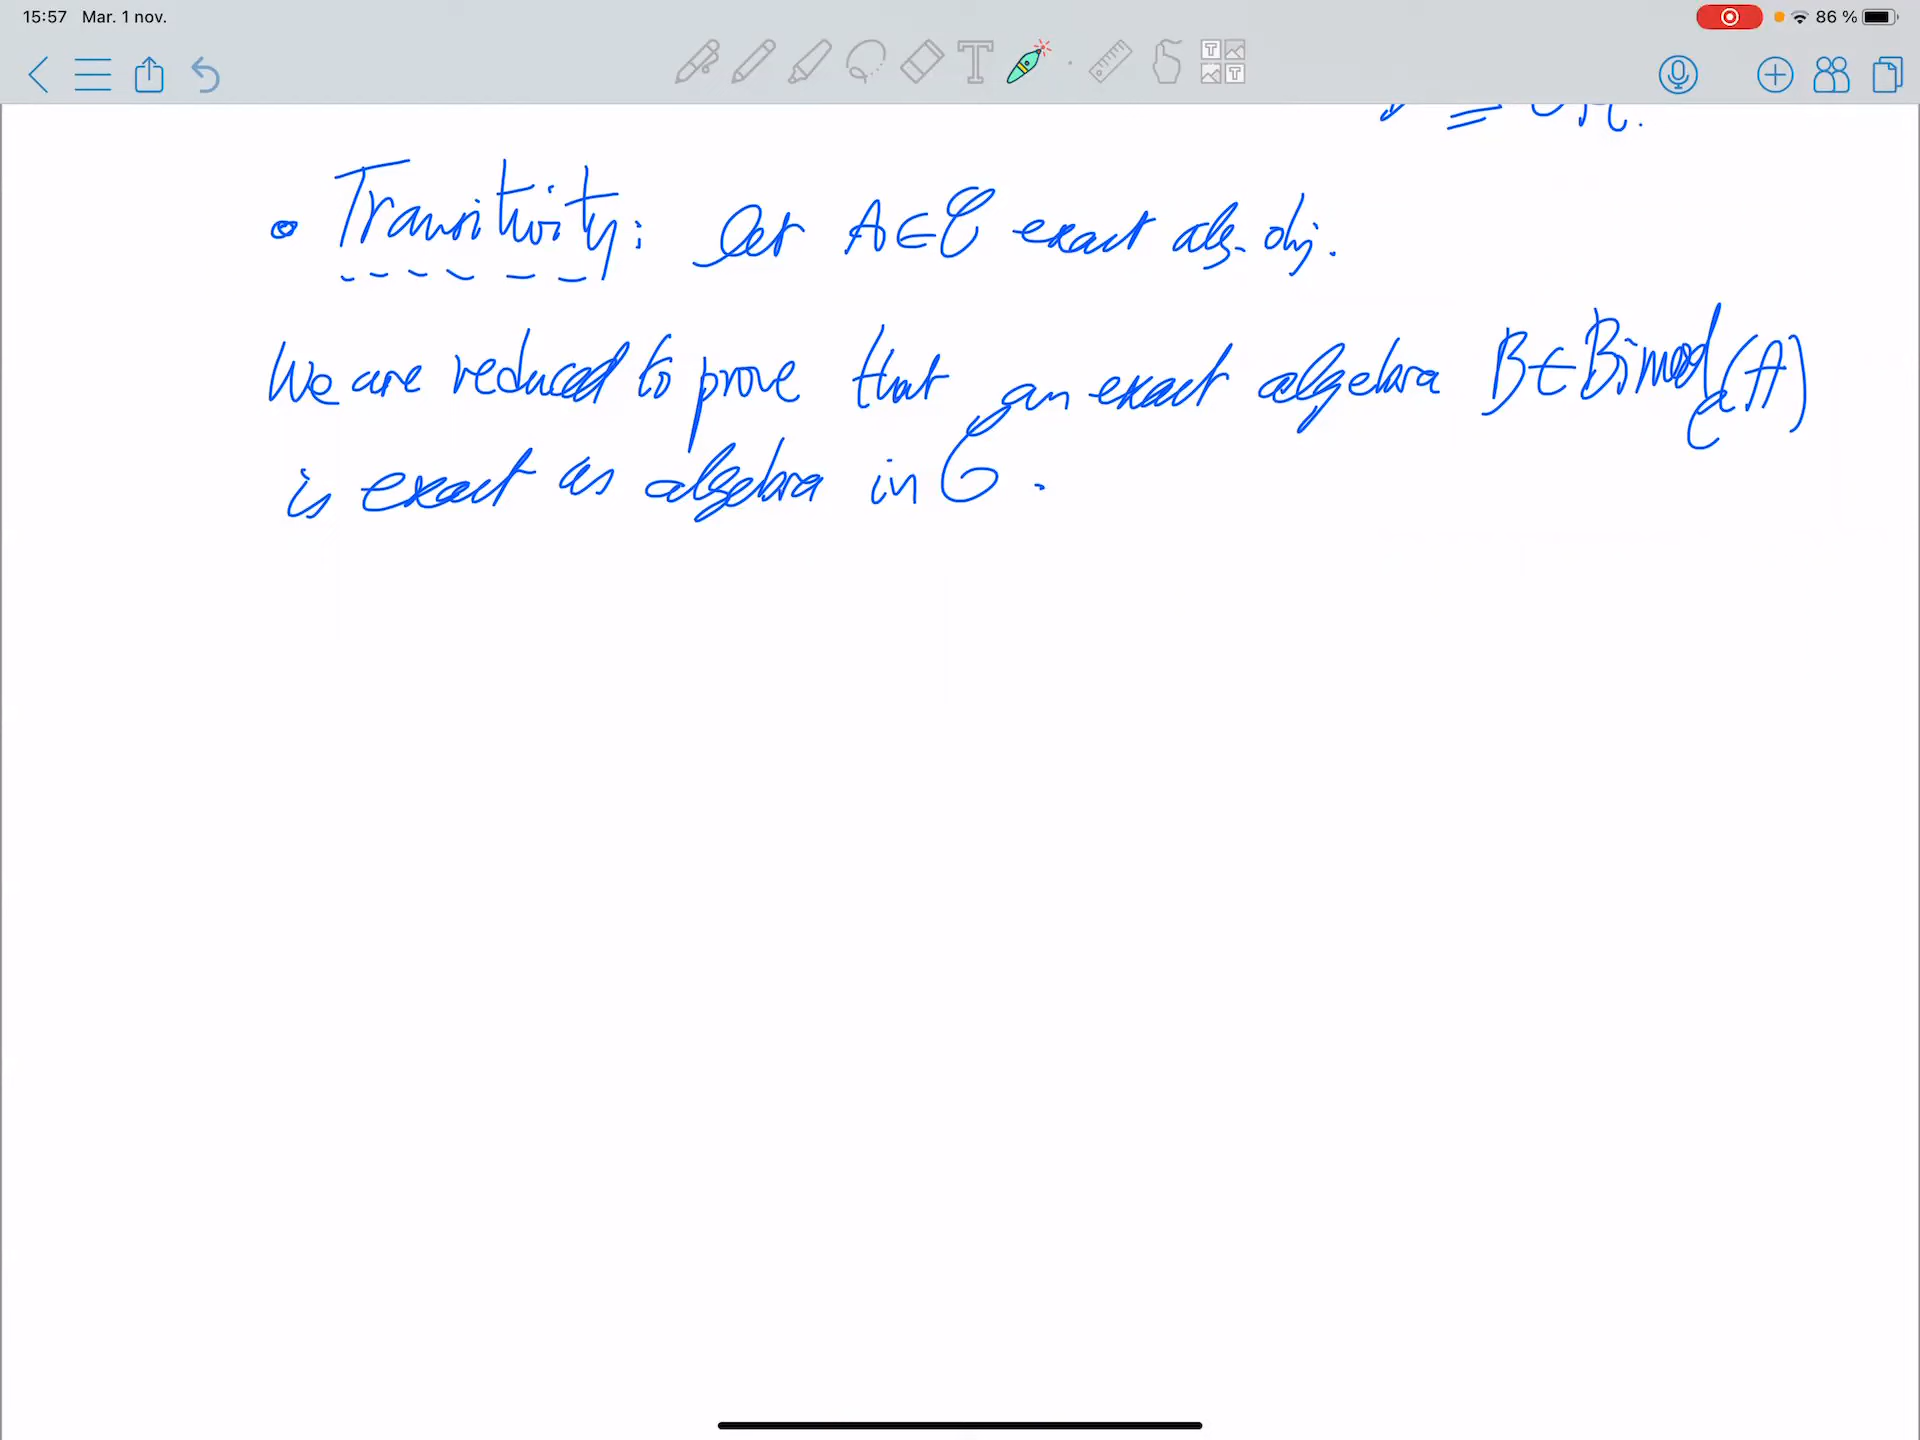 15:57 Mar. 1 nov. 86 %
• Transitivity: Let A ∈ C exact alg. obj.
We are reduced to prove that an exact algebra B ∈ Bimod_C(A)
is exact as algebra in C.